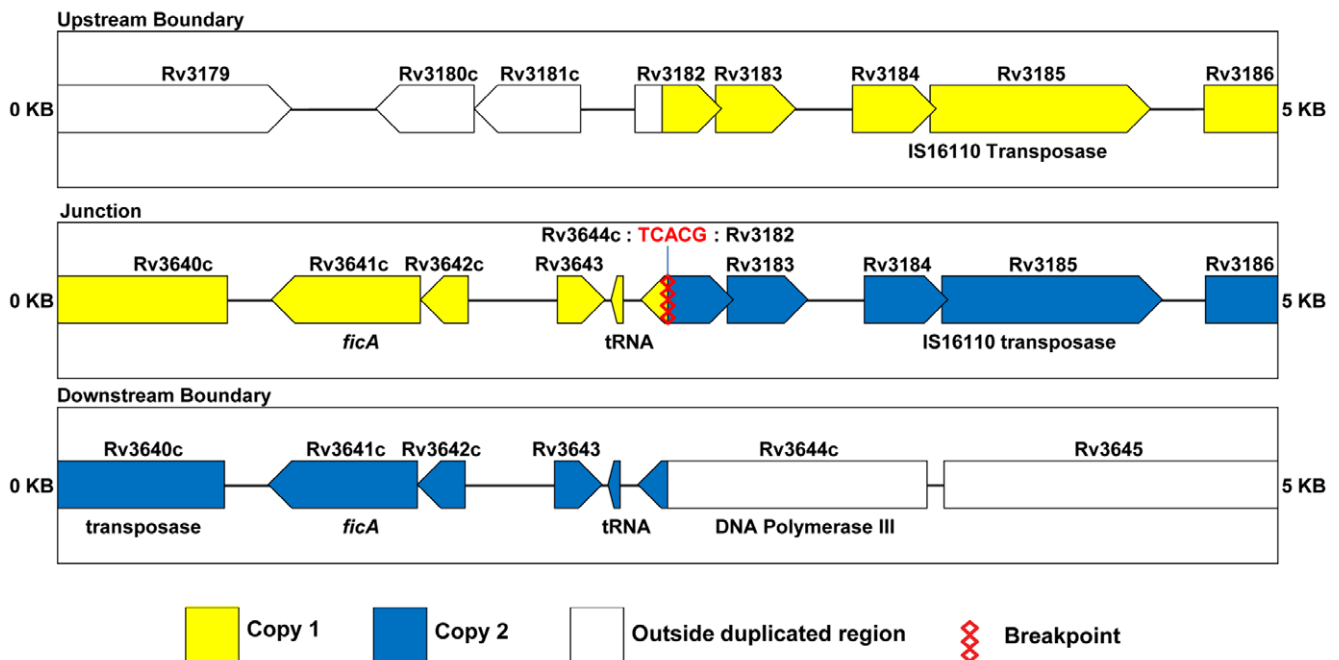 Upstream Boundary
Rv3179 Rv3180c Rv3181c Rv3182 Rv3183 Rv3184 Rv3185 Rv3186
0 KB 5 KB
IS16110 Transposase
Junction
Rv3644c : TCACG : Rv3182
Rv3640c Rv3641c Rv3642c Rv3643 Rv3183 Rv3184 Rv3185 Rv3186
0 KB 5 KB
ficA tRNA IS16110 transposase
Downstream Boundary
Rv3640c Rv3641c Rv3642c Rv3643 Rv3644c Rv3645
0 KB 5 KB
transposase ficA tRNA DNA Polymerase III
Copy 1 Copy 2 Outside duplicated region Breakpoint